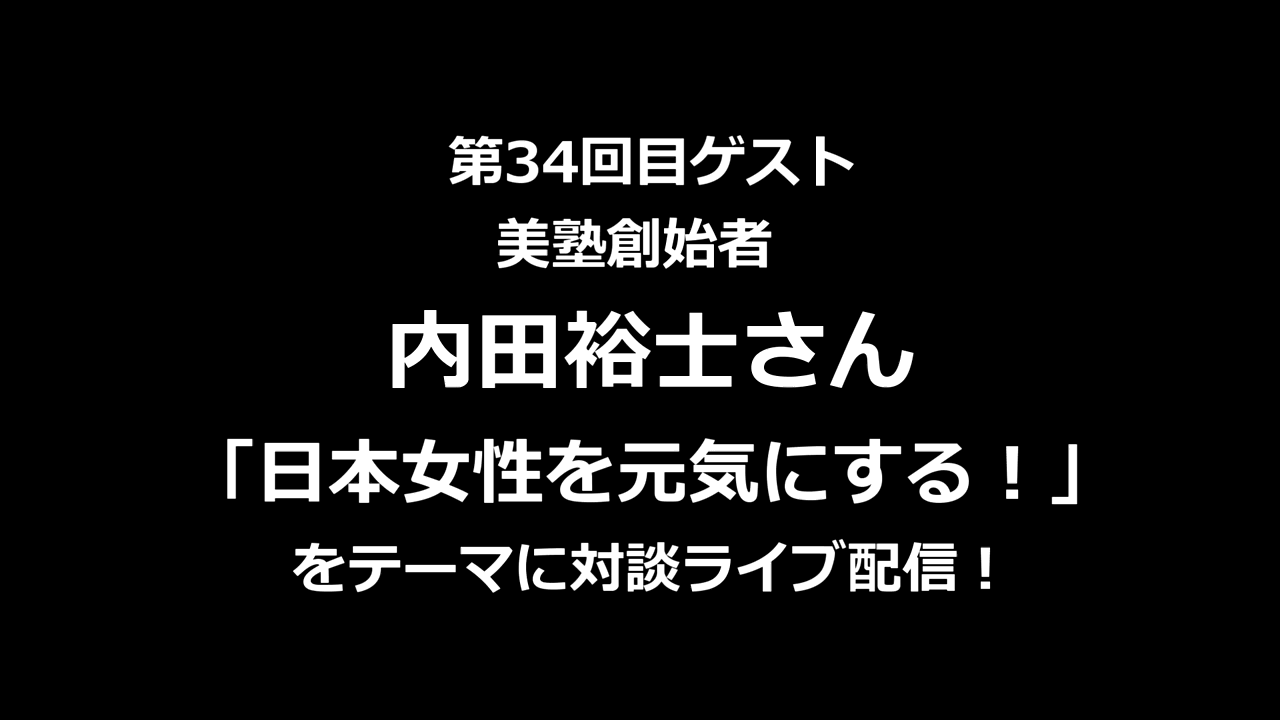 第34回目ゲスト
美塾創始者
内田裕士さん
「日本女性を元気にする！」
をテーマに対談ライブ配信！